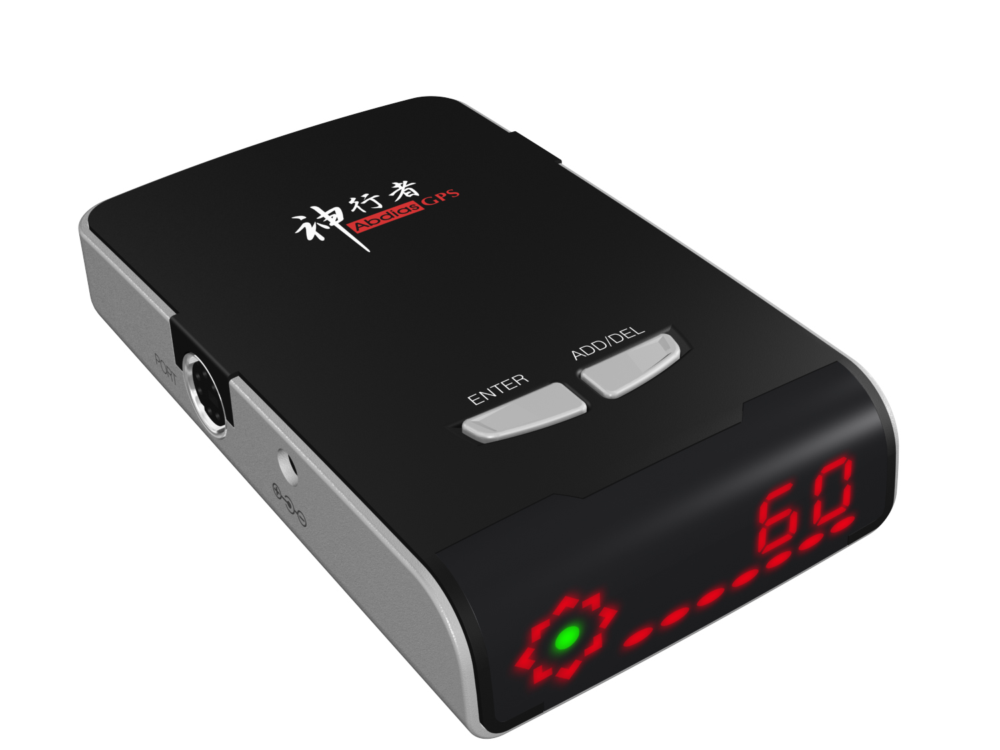 神行者
Abdias GPS
ENTER
ADD/DEL
PORT
60